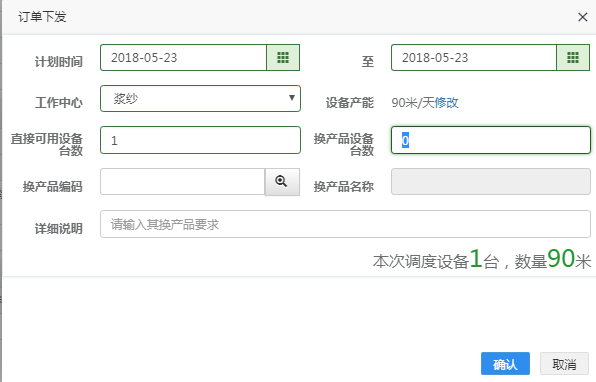 订单下发
计划时间 2018-05-23 至 2018-05-23
工作中心 浆纱 设备产能 90米/天修改
直接可用设备台数 1 换产品设备台数 0
换产品编码 换产品名称
详细说明 请输入其换产品要求
本次调度设备1台，数量90米
确认 取消